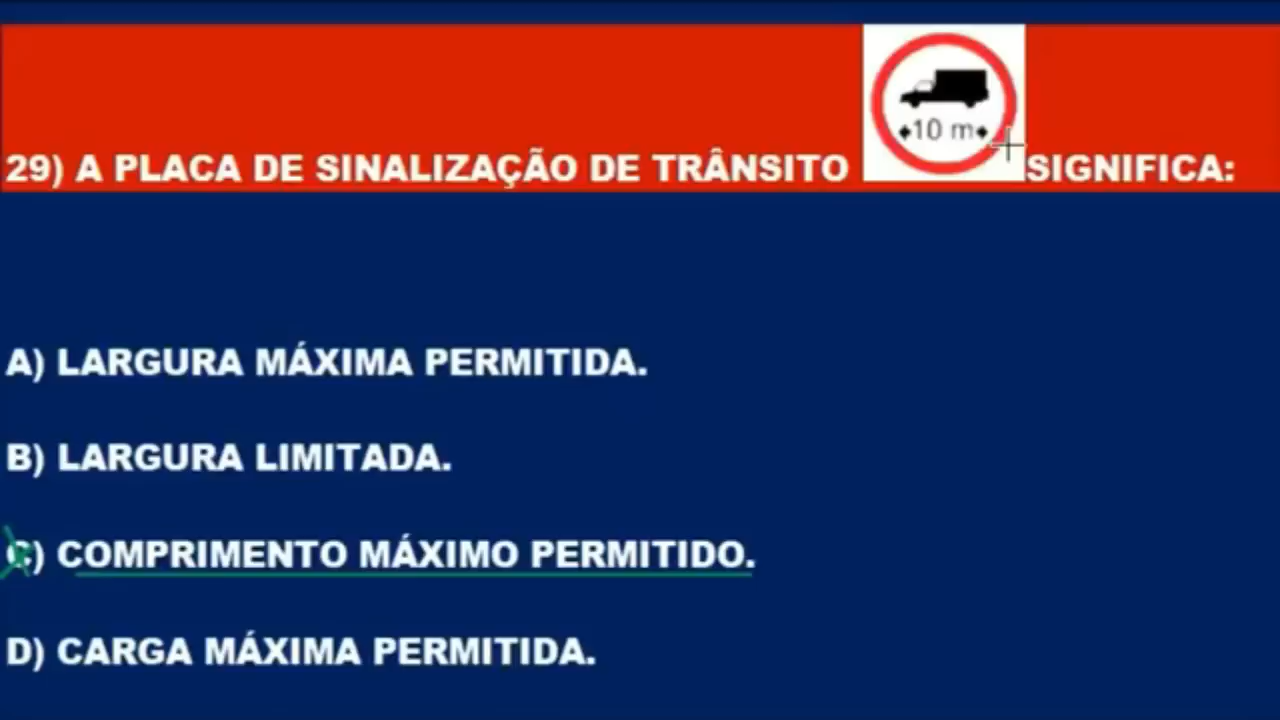 29) A PLACA DE SINALIZAÇÃO DE TRÂNSITO 10 m SIGNIFICA:
A) LARGURA MÁXIMA PERMITIDA.
B) LARGURA LIMITADA.
C) COMPRIMENTO MÁXIMO PERMITIDO.
D) CARGA MÁXIMA PERMITIDA.